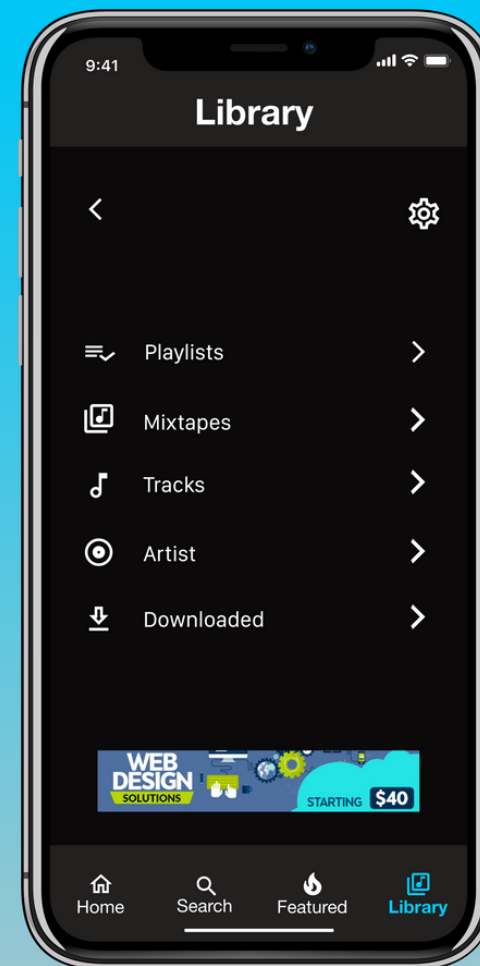 9:41
Library
Playlists
Mixtapes
Tracks
Artist
Downloaded
WEB
DESIGN
SOLUTIONS
STARTING $40
Home Search Featured Library